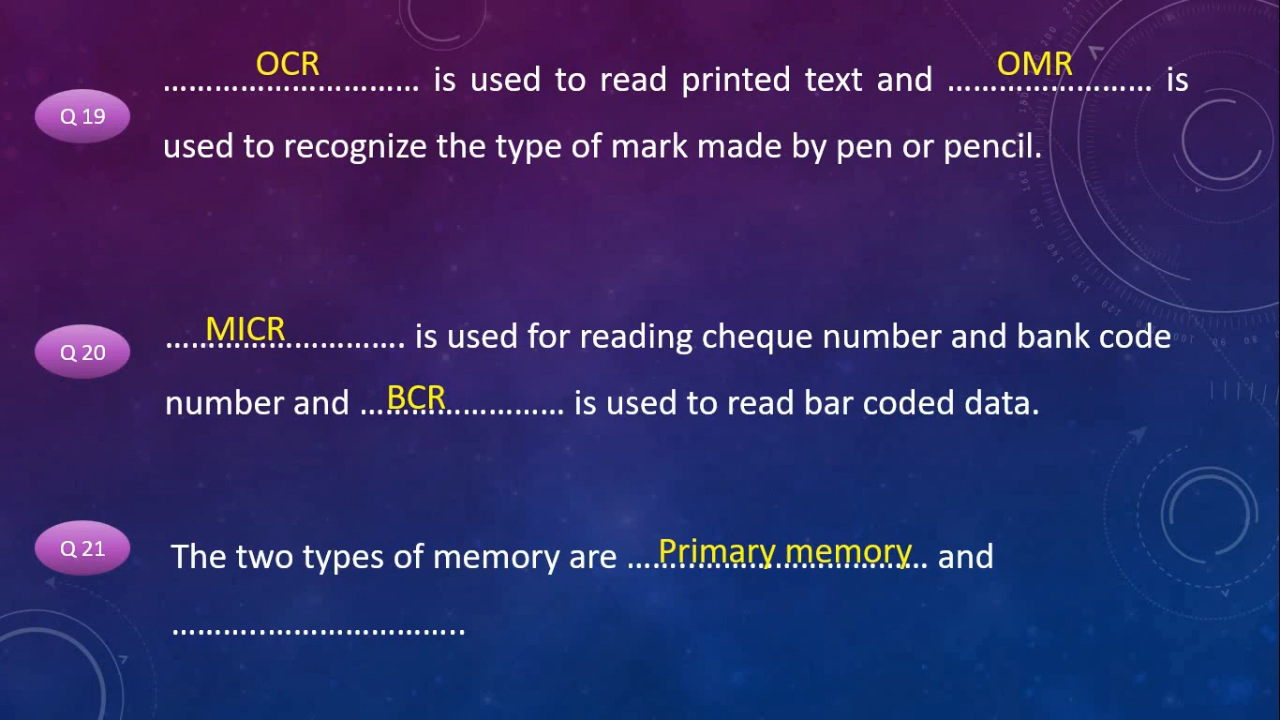 Q 19
………OCR………… is used to read printed text and ……OMR……… is
used to recognize the type of mark made by pen or pencil.
Q 20
….MICR…………. is used for reading cheque number and bank code
number and …BCR………… is used to read bar coded data.
Q 21
The two types of memory are …Primary memory… and
………..…………………..